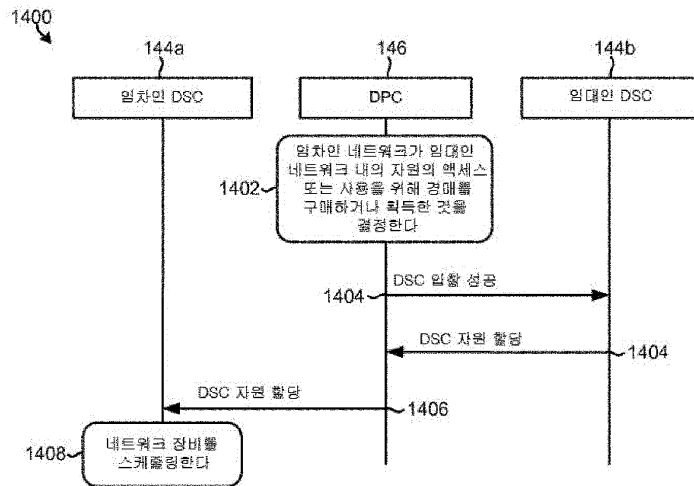 1400
144a
146
144b
임차인 DSC
DPC
임대인 DSC
1402
임차인 네트워크가 임대인
네트워크 내의 자원의 액세스
또는 사용을 위해 경매를
구매하거나 획득한 것을
결정한다
DSC 입찰 성공
1404
DSC 자원 할당
1404
DSC 자원 할당
1406
1408
네트워크 장비를
스케줄링한다